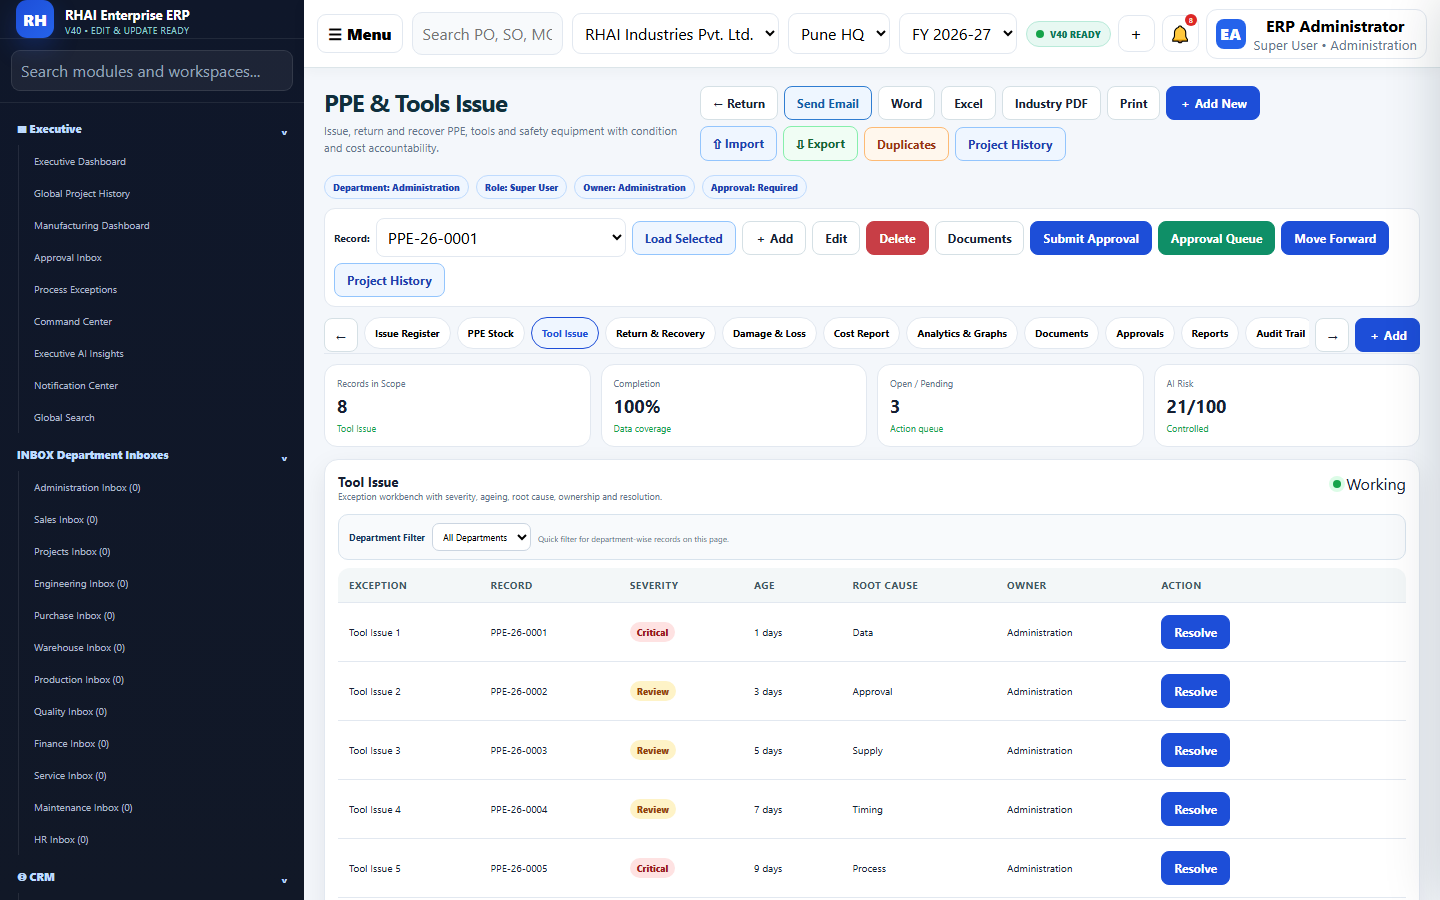 RH
RHAI Enterprise ERP
V40 • EDIT & UPDATE READY
Search modules and workspaces...
Executive
Executive Dashboard
Global Project History
Manufacturing Dashboard
Approval Inbox
Process Exceptions
Command Center
Executive AI Insights
Notification Center
Global Search
INBOX Department Inboxes
Administration Inbox (0)
Sales Inbox (0)
Projects Inbox (0)
Engineering Inbox (0)
Purchase Inbox (0)
Warehouse Inbox (0)
Production Inbox (0)
Quality Inbox (0)
Finance Inbox (0)
Service Inbox (0)
Maintenance Inbox (0)
HR Inbox (0)
CRM
☰ Menu
Search PO, SO, MC
RHAI Industries Pvt. Ltd.
Pune HQ
FY 2026-27
V40 READY
+
8
EA
ERP Administrator
Super User • Administration
PPE & Tools Issue
Issue, return and recover PPE, tools and safety equipment with condition
and cost accountability.
← Return
Send Email
Word
Excel
Industry PDF
Print
+ Add New
⇧ Import
⇩ Export
Duplicates
Project History
Department: Administration
Role: Super User
Owner: Administration
Approval: Required
Record:
PPE-26-0001
Load Selected
+ Add
Edit
Delete
Documents
Submit Approval
Approval Queue
Move Forward
Project History
←
Issue Register
PPE Stock
Tool Issue
Return & Recovery
Damage & Loss
Cost Report
Analytics & Graphs
Documents
Approvals
Reports
Audit Trail
→
+ Add
Records in Scope
8
Tool Issue
Completion
100%
Data coverage
Open / Pending
3
Action queue
AI Risk
21/100
Controlled
Tool Issue
Exception workbench with severity, ageing, root cause, ownership and resolution.
Working
Department Filter
All Departments
Quick filter for department-wise records on this page.
EXCEPTION RECORD SEVERITY AGE ROOT CAUSE OWNER ACTION
Tool Issue 1 PPE-26-0001 Critical 1 days Data Administration Resolve
Tool Issue 2 PPE-26-0002 Review 3 days Approval Administration Resolve
Tool Issue 3 PPE-26-0003 Review 5 days Supply Administration Resolve
Tool Issue 4 PPE-26-0004 Review 7 days Timing Administration Resolve
Tool Issue 5 PPE-26-0005 Critical 9 days Process Administration Resolve